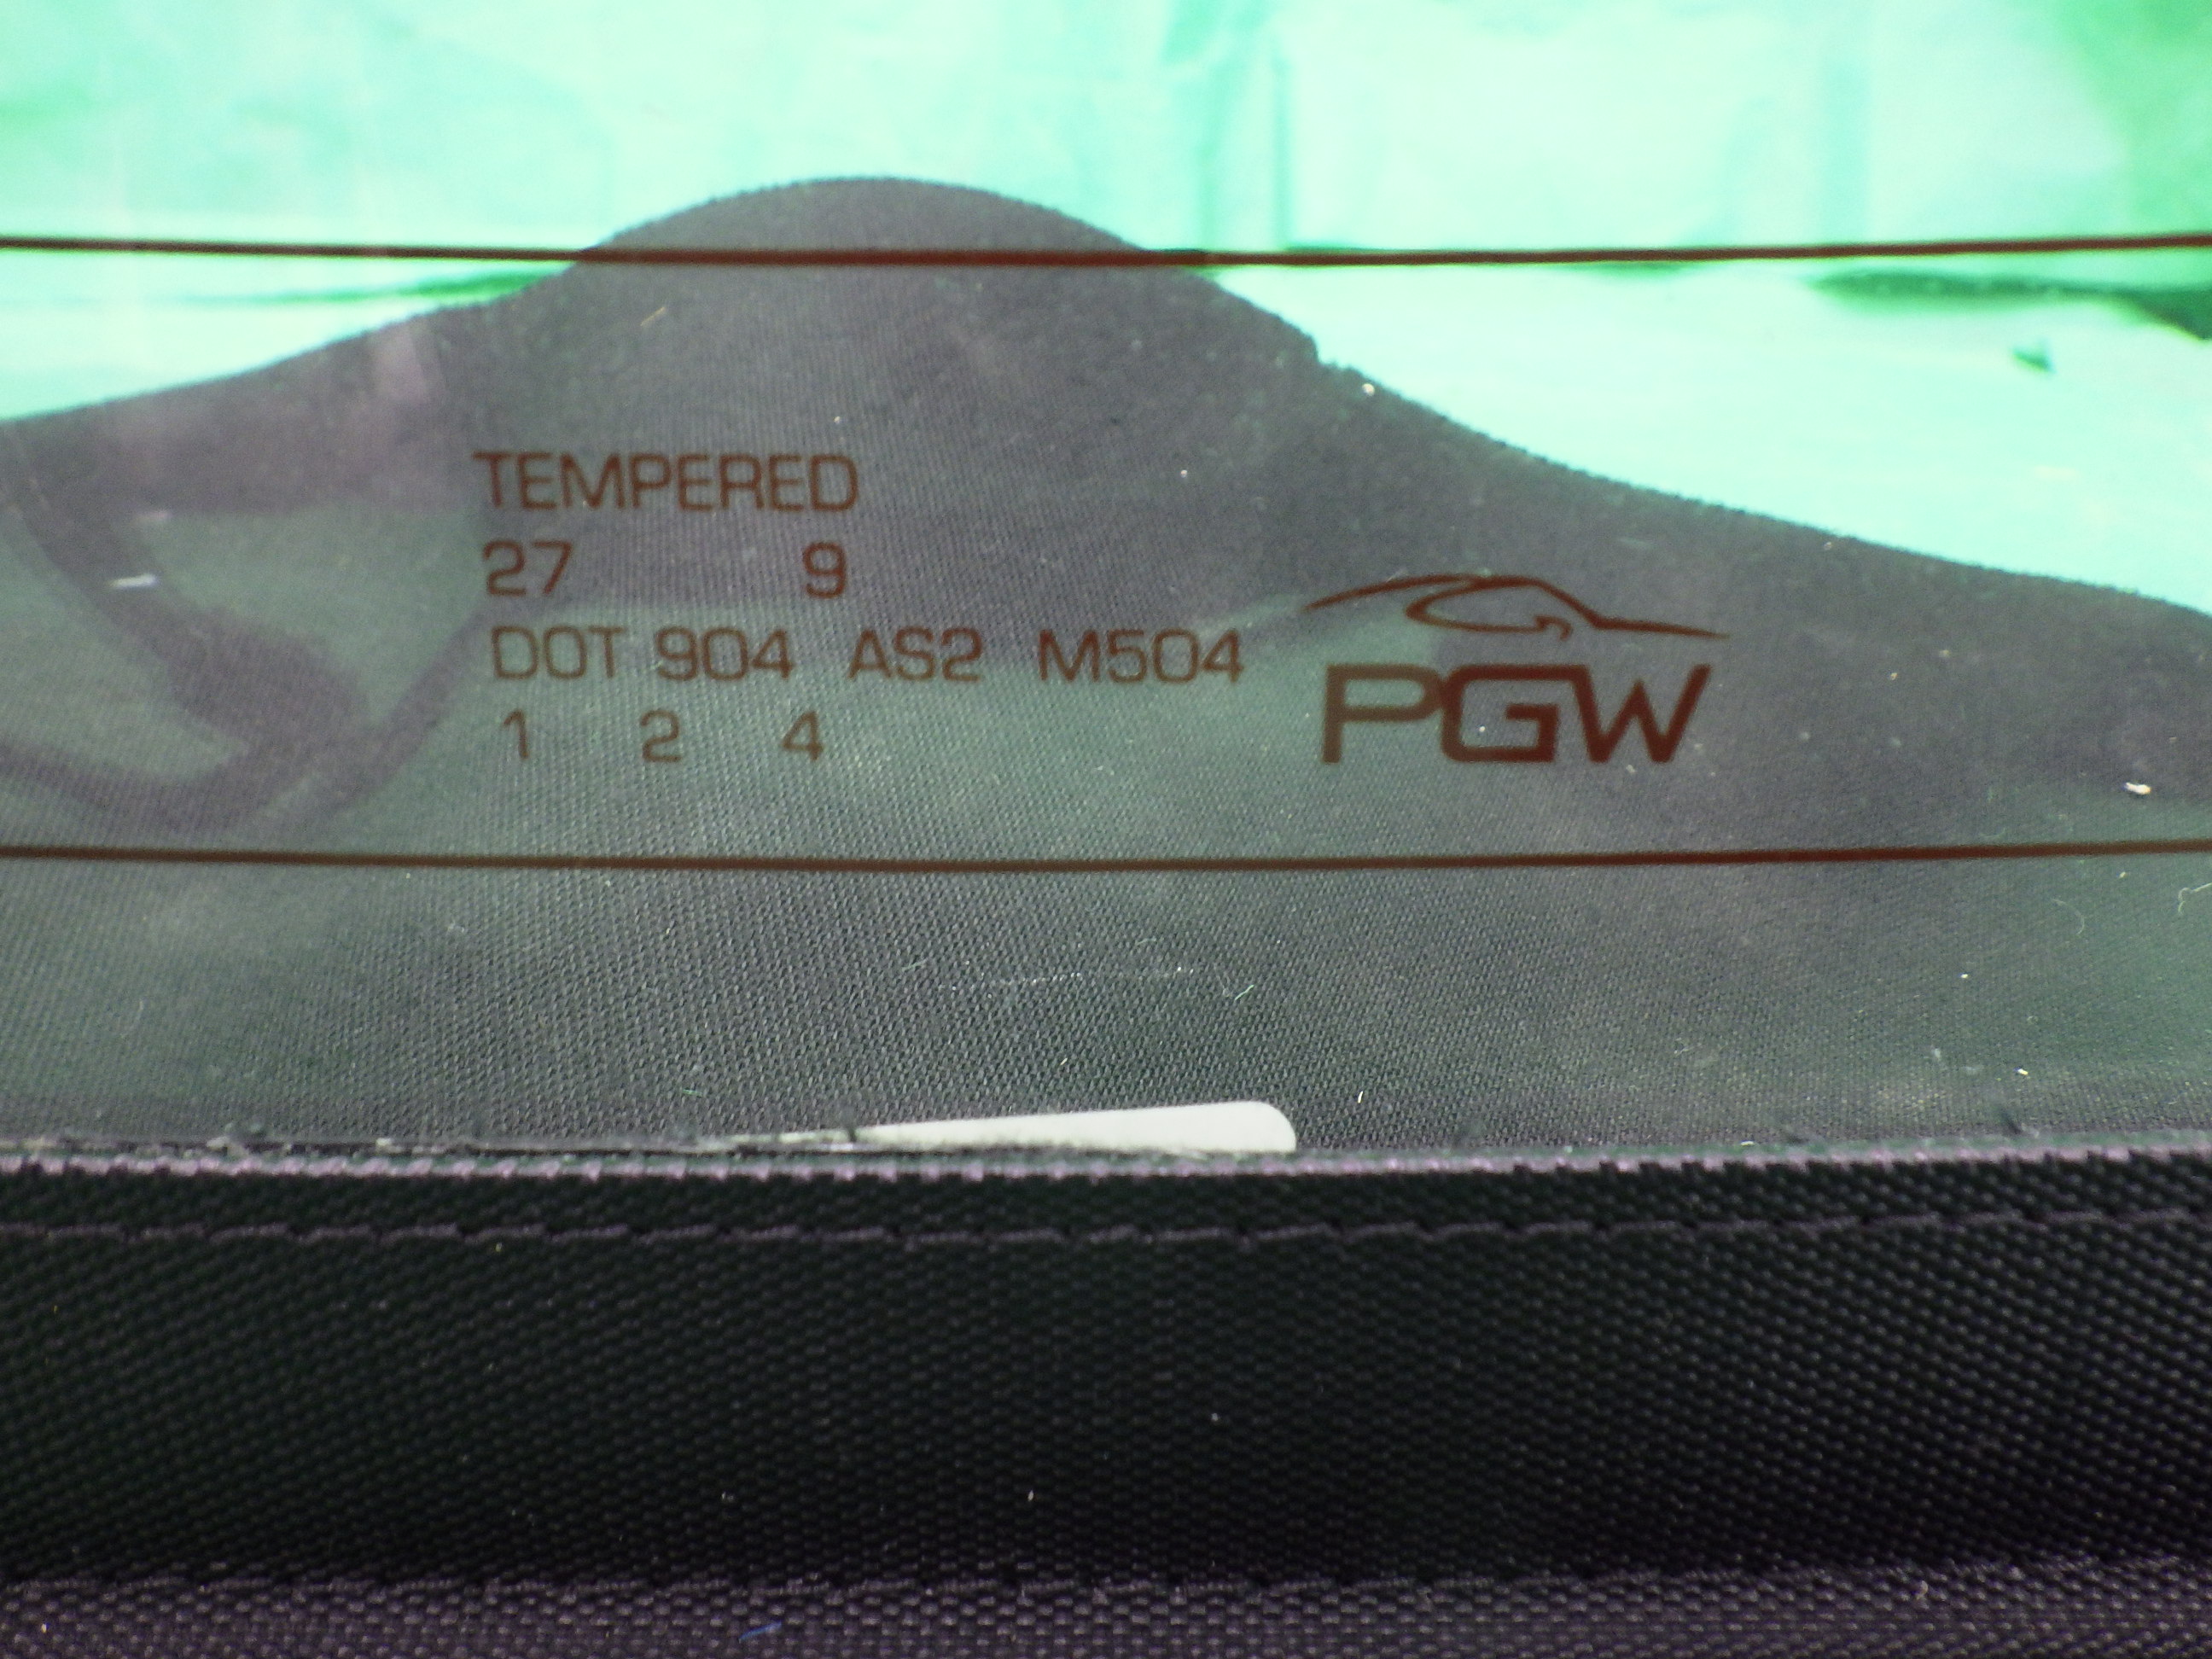 TEMPERED
27 9
DOT 904 AS2 M504
1 2 4
PGW